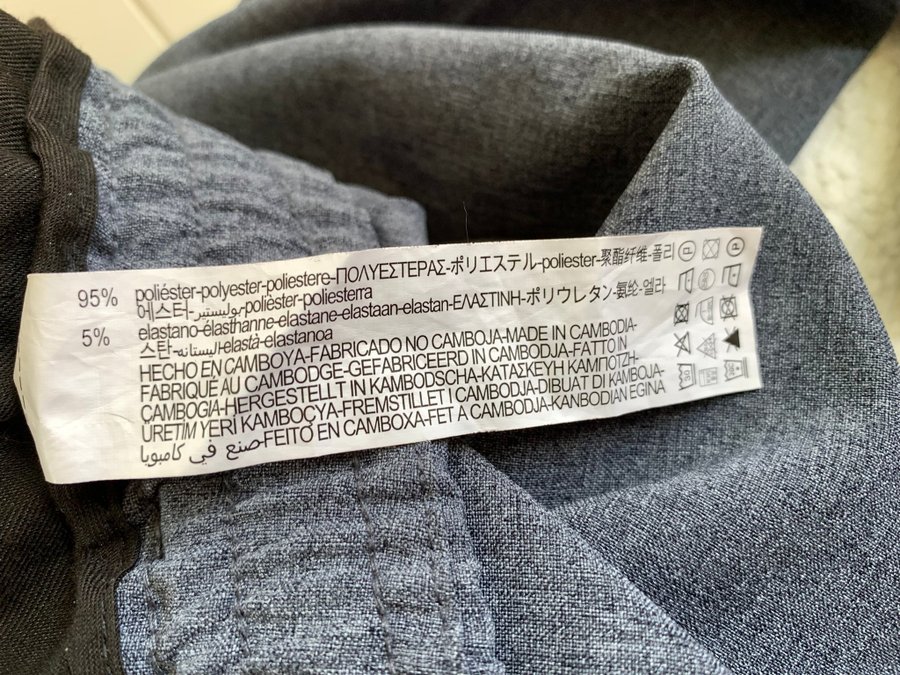 95% poliéster-polyester-poliestere-ΠΟΛΥΕΣΤΕΡΑΣ-ポリエステル-poliester-聚酯纤维-폴리
에스터-بوليستير-polièster-poliesterra
5% elastano-élasthanne-elastane-elastaan-elastan-ΕΛΑΣΤΙΝΗ-ポリウレタン-氨纶-엘라
스탄-اليستانه-elastà-elastanoa
HECHO EN CAMBOYA-FABRICADO NO CAMBOJA-MADE IN CAMBODIA-
FABRIQUÉ AU CAMBODGE-GEFABRICEERD IN CAMBODJA-FATTO IN
CAMBOGIA-HERGESTELLT IN KAMBODSCHA-ΚΑΤΑΣΚΕΥΗ ΚΑΜΠΟΤΖΗ-
ÜRETIM YERI KAMBOÇYA-FREMSTILLET I CAMBODJA-DIBUAT DI KAMBOJA-
صنع في كامبويا-FEITO EN CAMBOXA-FET A CAMBODJA-KANBODIAN EGINA